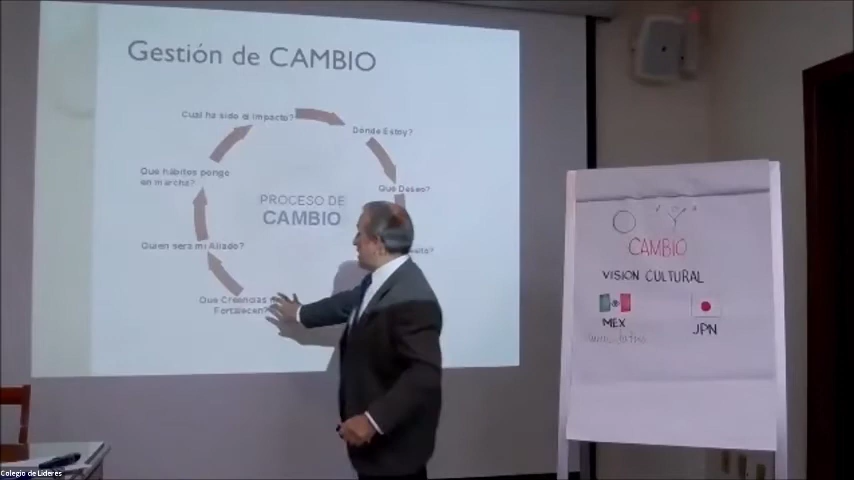 Gestión de CAMBIO
Cual ha sido el impacto?
Donde Estoy?
Que hábitos pongo
en marcha?
Que Deseo?
PROCESO DE
CAMBIO
Quien sera mi Aliado?
Que Creencias
Fortalecen?
CAMBIO
VISION CULTURAL
MEX
JPN
Colegio de Lideres